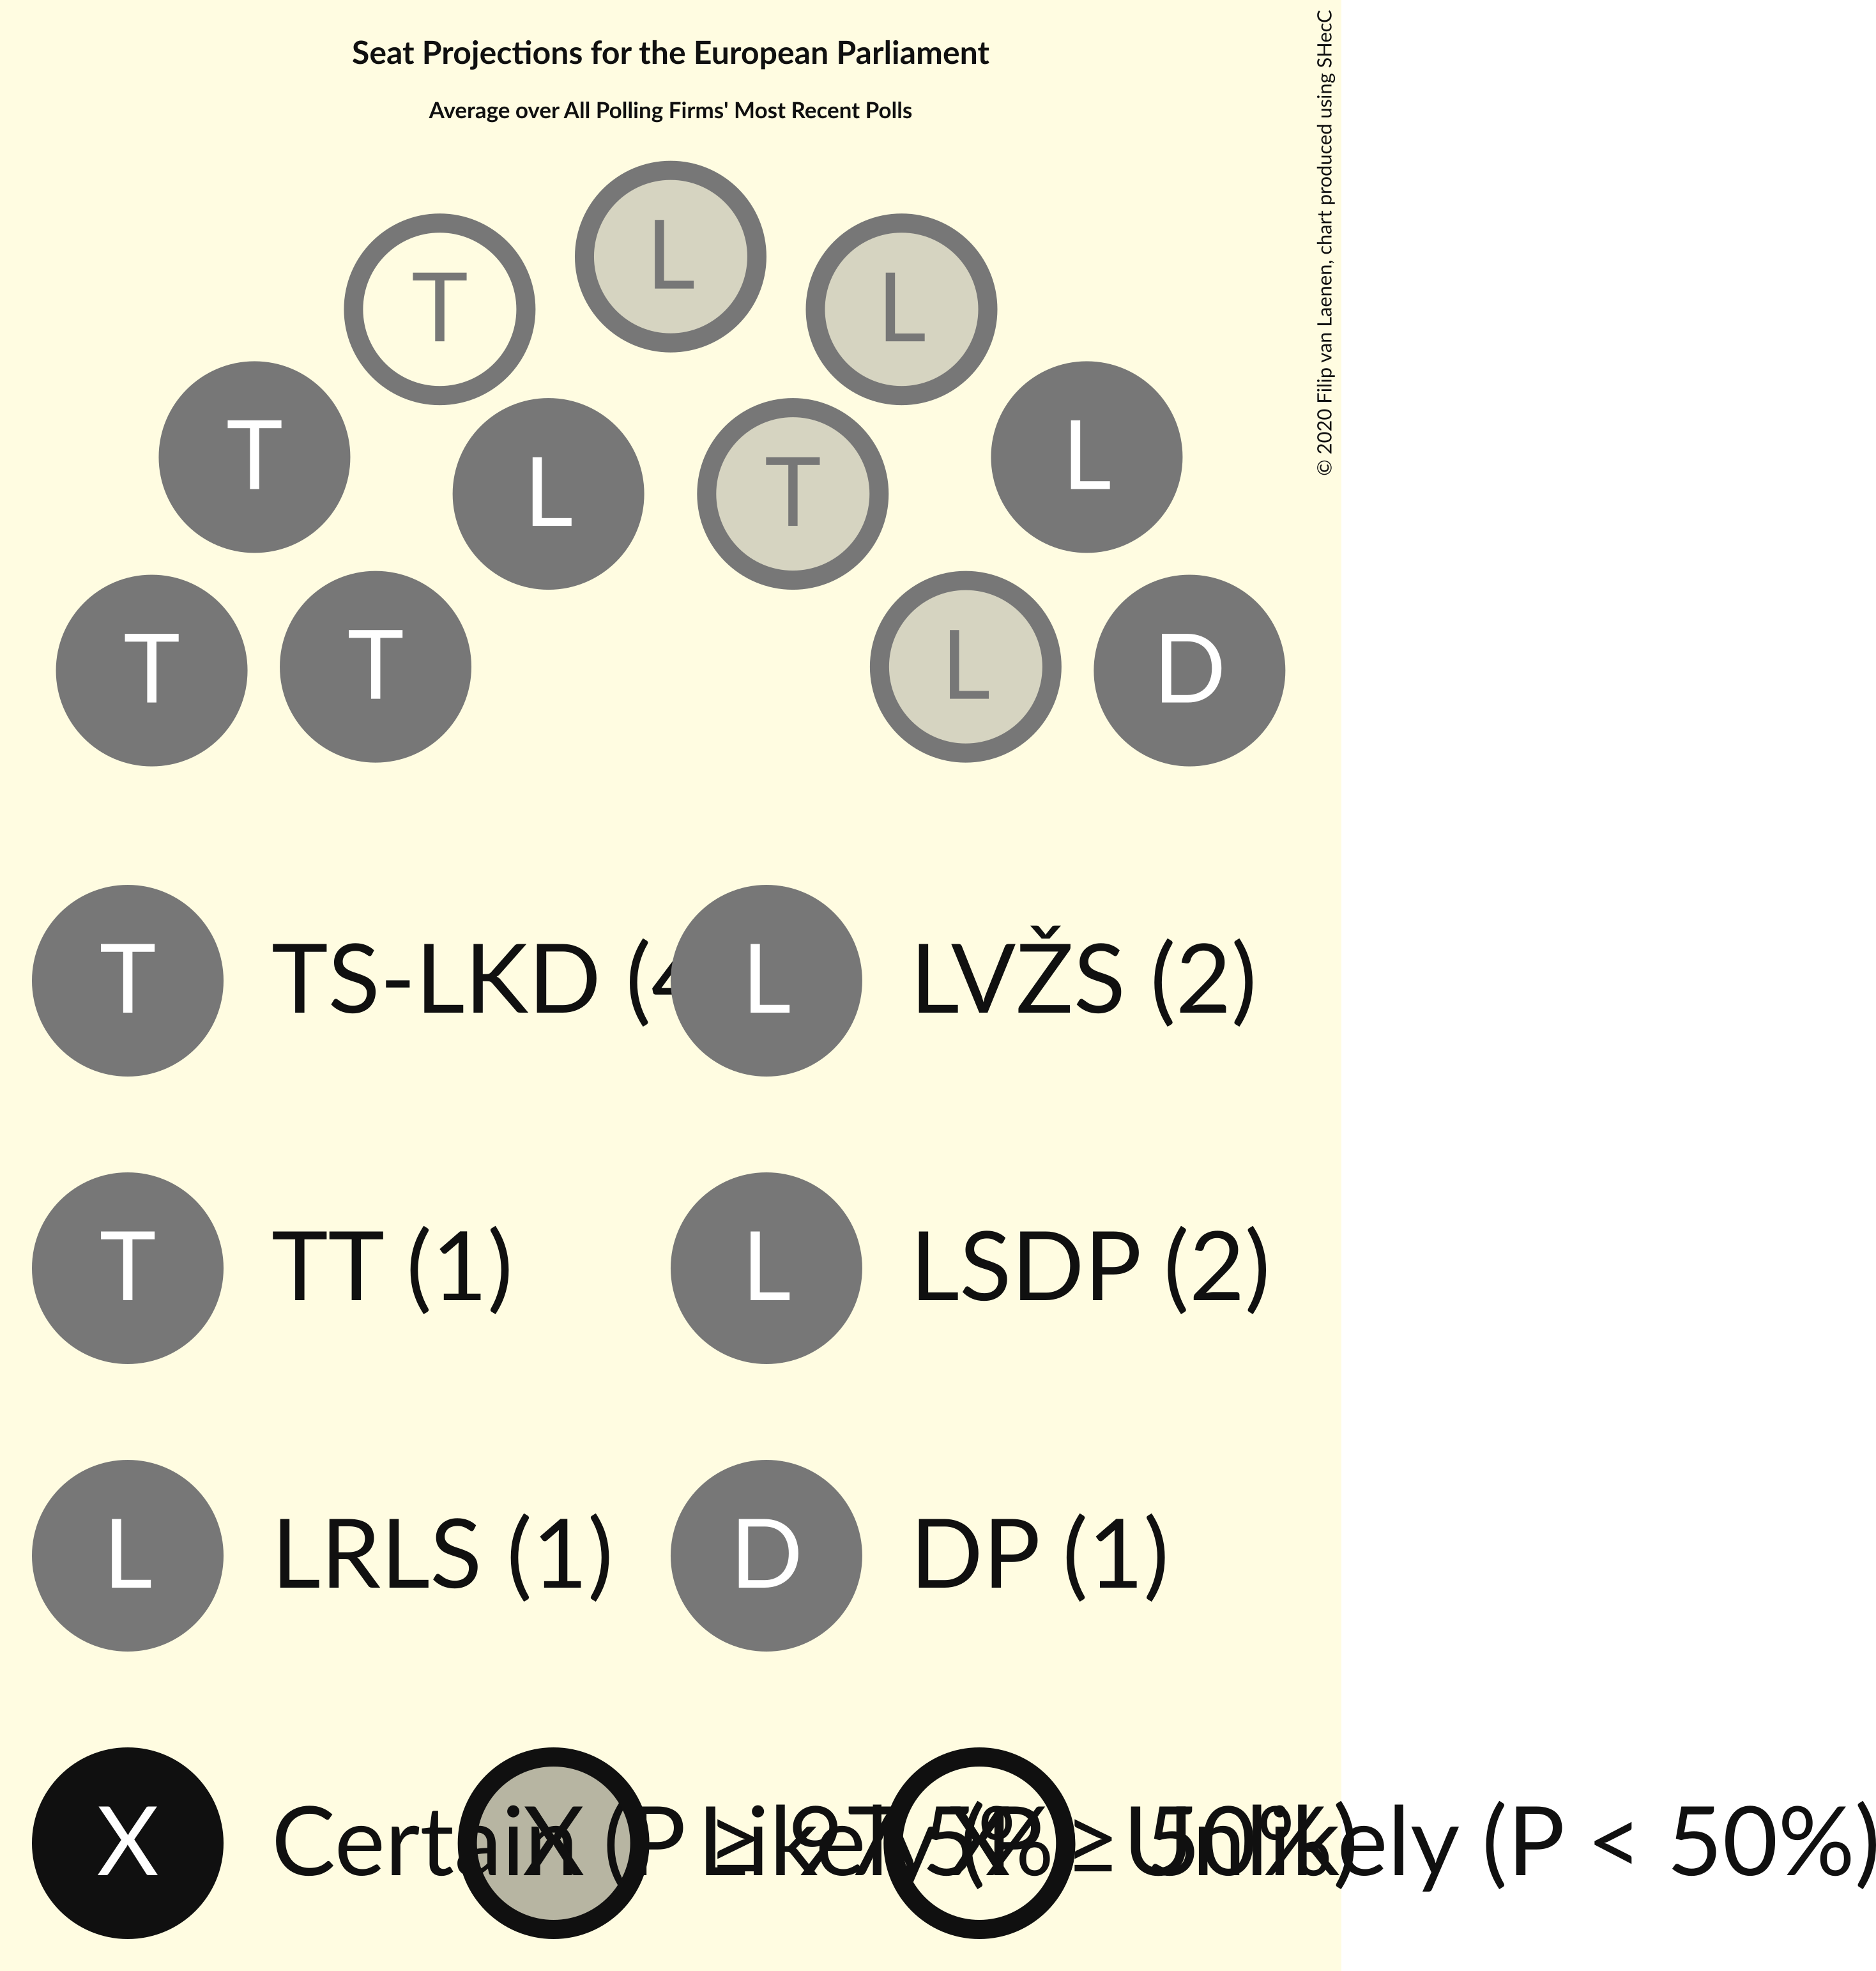 Seat Projections for the European Parliament
Average over All Polling Firms' Most Recent Polls
© 2020 Filip van Laenen, chart produced using SHecC
L
T L
T L
L T
T T L D
T TS-LKD (4 L LVŽS (2)
T TT (1) L LSDP (2)
L LRLS (1) D DP (1)
X Certain (P ≥ X Likely (P ≥ 50%) X Unlikely (P < 50%)